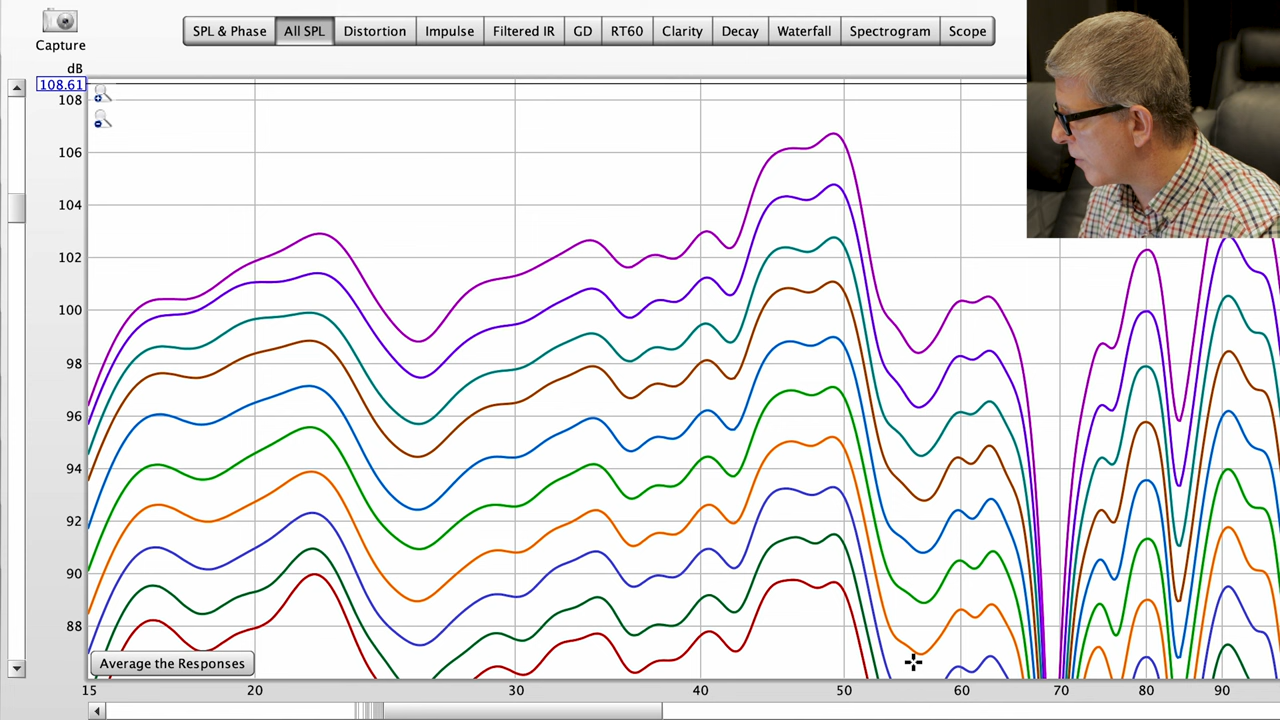 Capture
SPL & Phase All SPL Distortion Impulse Filtered IR GD RT60 Clarity Decay Waterfall Spectrogram Scope
dB
108.61
108
106
104
102
100
98
96
94
92
90
88
Average the Responses
15 20 30 40 50 60 70 80 90